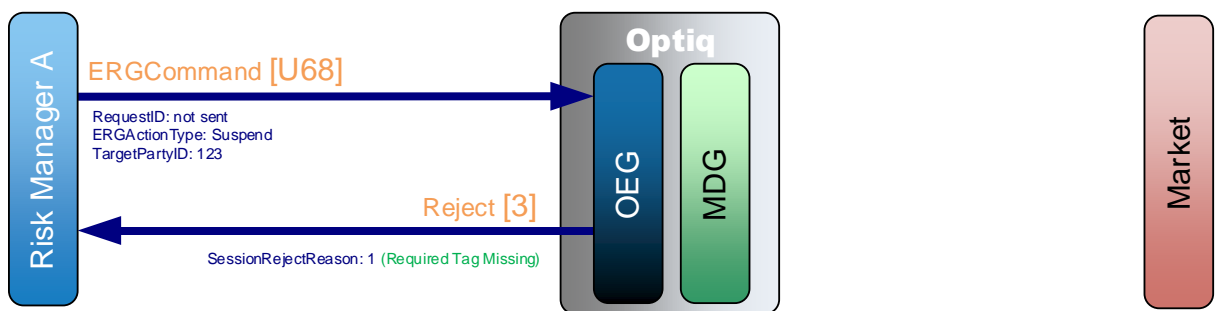 Optiq
Risk Manager A
ERGCommand [U68]
RequestID: not sent
ERGActionType: Suspend
TargetPartyID: 123
Reject [3]
SessionRejectReason: 1 (Required Tag Missing)
OEG
MDG
Market